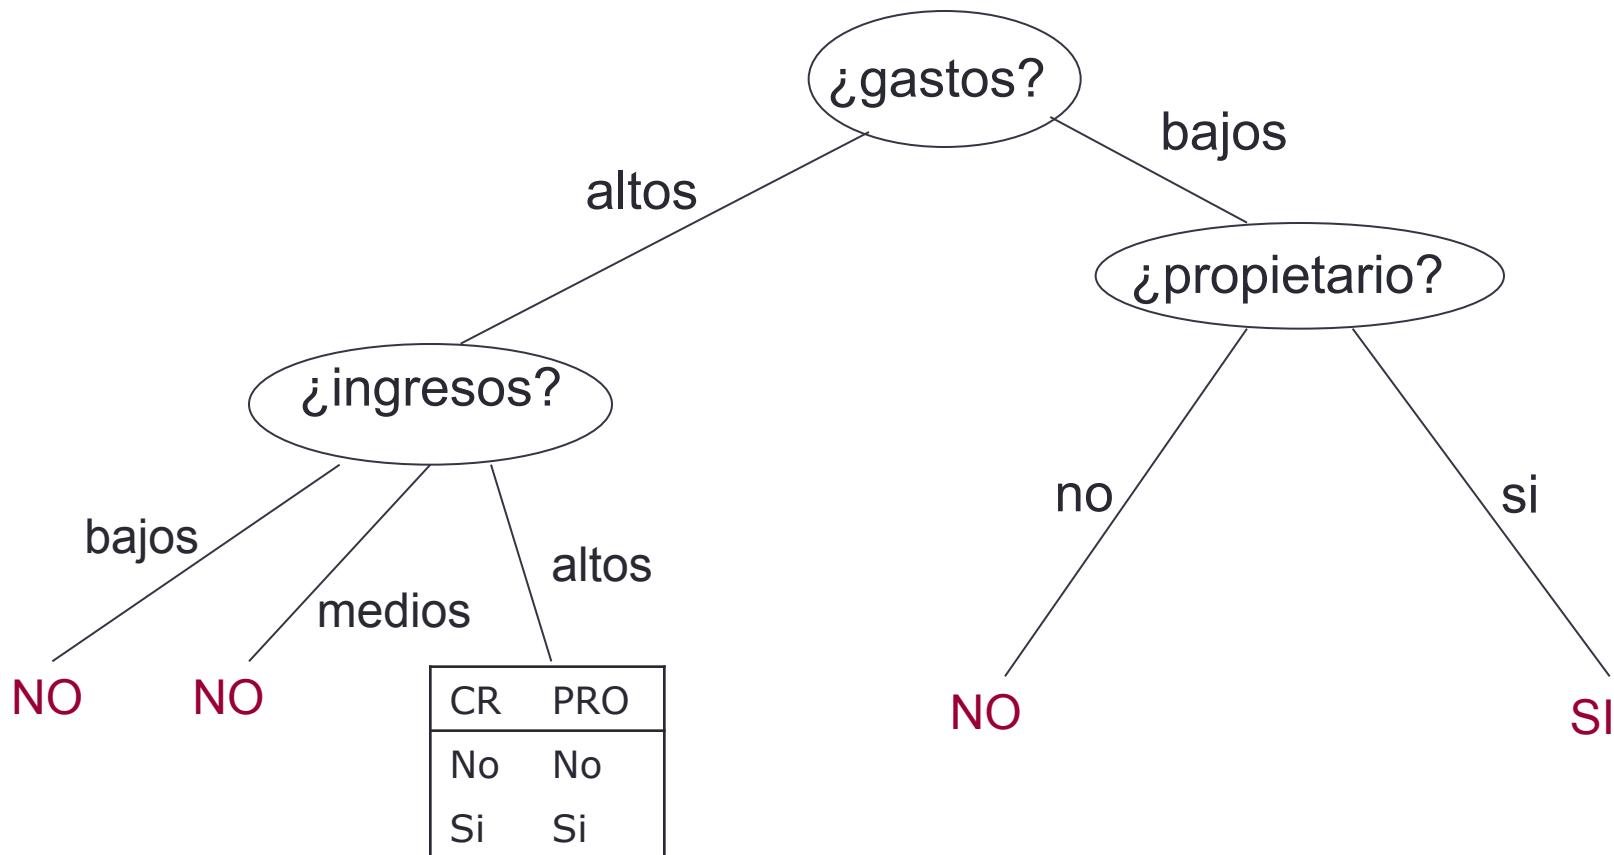 ¿gastos?
bajos
altos
¿propietario?
¿ingresos?
no
si
bajos
altos
medios
NO
NO
CR PRO
NO
SI
No No
Si Si